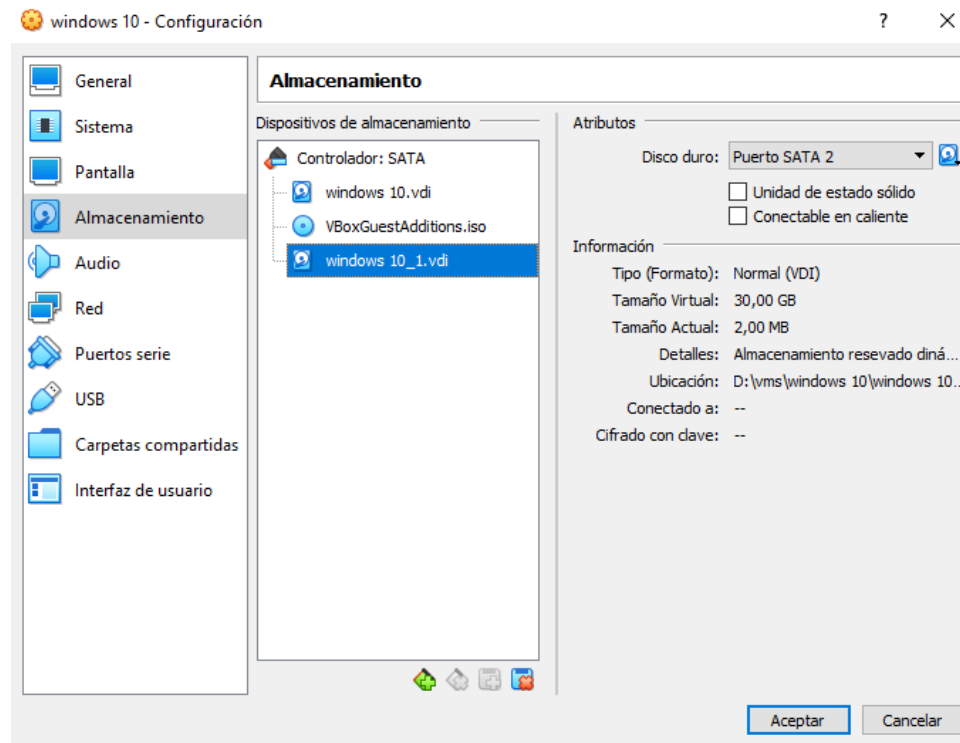 windows 10 - Configuración
?
General
Sistema
Pantalla
Almacenamiento
Audio
Red
Puertos serie
USB
Carpetas compartidas
Interfaz de usuario
Almacenamiento
Dispositivos de almacenamiento
Controlador: SATA
windows 10.vdi
VBoxGuestAdditions.iso
windows 10_1.vdi
Atributos
Disco duro: Puerto SATA 2
Unidad de estado sólido
Conectable en caliente
Información
Tipo (Formato): Normal (VDI)
Tamaño Virtual: 30,00 GB
Tamaño Actual: 2,00 MB
Detalles: Almacenamiento resevado diná...
Ubicación: D:\vms\windows 10\windows 10...
Conectado a: --
Cifrado con clave: --
Aceptar
Cancelar